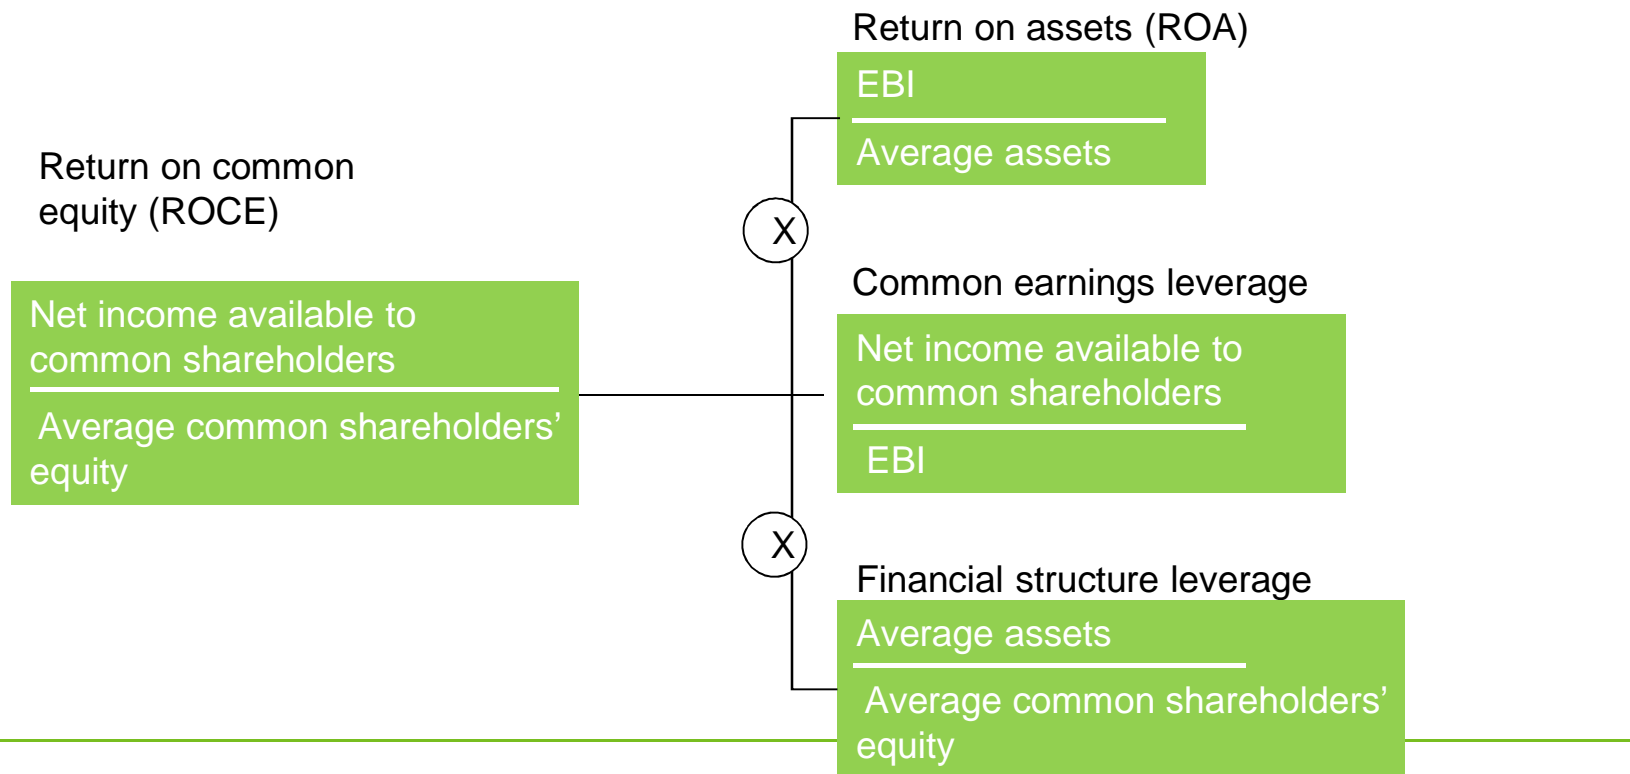 Return on common
equity (ROCE)
Net income available to
common shareholders
Average common shareholders’
equity
X
X
Return on assets (ROA)
EBI
Average assets
Common earnings leverage
Net income available to
common shareholders
EBI
Financial structure leverage
Average assets
Average common shareholders’
equity